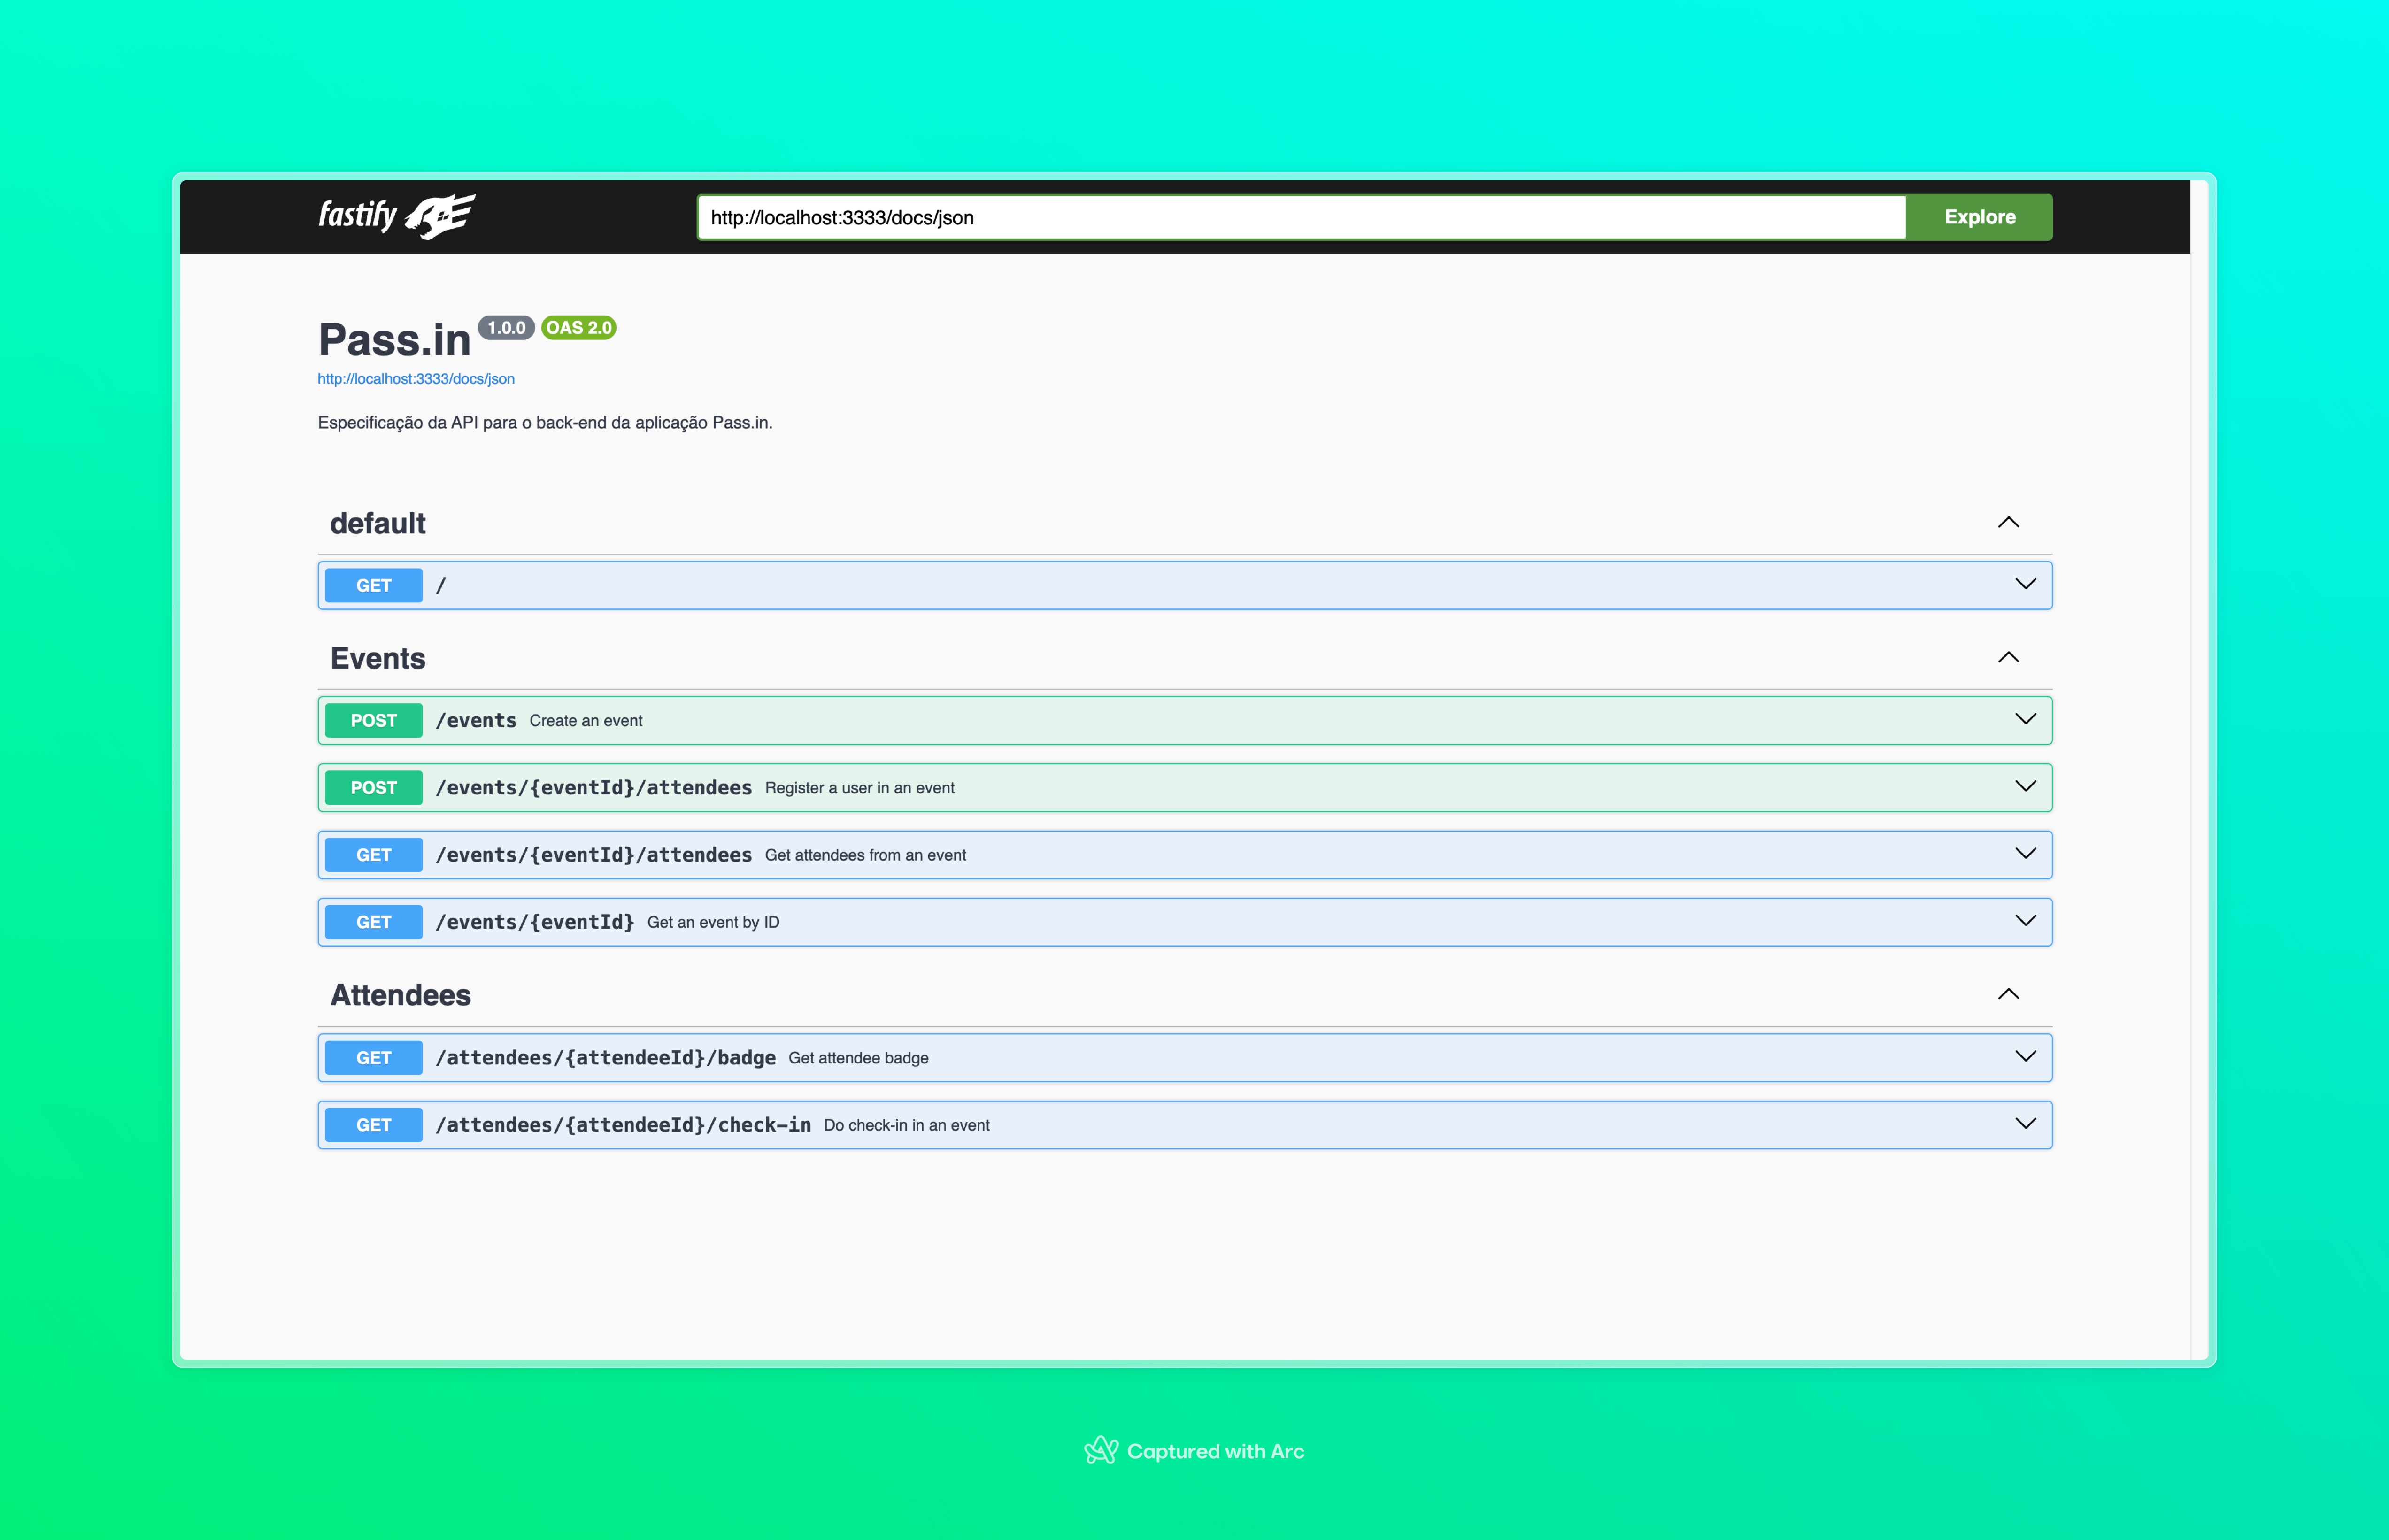 fastify
http://localhost:3333/docs/json
Explore
Pass.in 1.0.0 OAS 2.0
http://localhost:3333/docs/json
Especificação da API para o back-end da aplicação Pass.in.
default
GET /
Events
POST /events Create an event
POST /events/{eventId}/attendees Register a user in an event
GET /events/{eventId}/attendees Get attendees from an event
GET /events/{eventId} Get an event by ID
Attendees
GET /attendees/{attendeeId}/badge Get attendee badge
GET /attendees/{attendeeId}/check-in Do check-in in an event
Captured with Arc